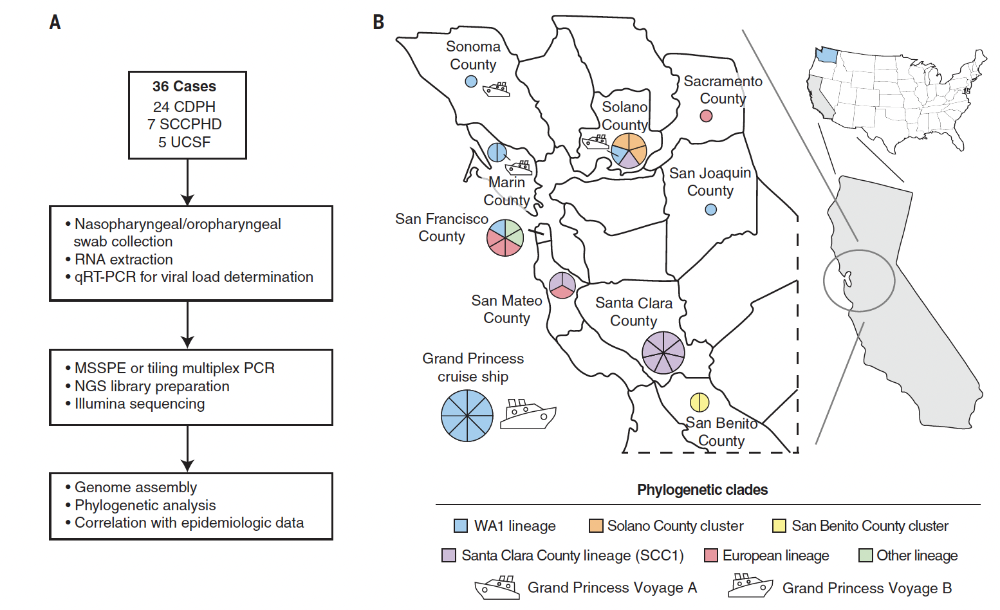 A
36 Cases
24 CDPH
7 SCCPHD
5 UCSF
• Nasopharyngeal/oropharyngeal
swab collection
• RNA extraction
• qRT-PCR for viral load determination
• MSSPE or tiling multiplex PCR
• NGS library preparation
• Illumina sequencing
• Genome assembly
• Phylogenetic analysis
• Correlation with epidemiologic data
B
Sonoma
County
Sacramento
County
Solano
County
Marin
County
San Joaquin
County
San Francisco
County
San Mateo
County
Santa Clara
County
Grand Princess
cruise ship
San Benito
County
Phylogenetic clades
WA1 lineage
Solano County cluster
San Benito County cluster
Santa Clara County lineage (SCC1)
European lineage
Other lineage
Grand Princess Voyage A
Grand Princess Voyage B